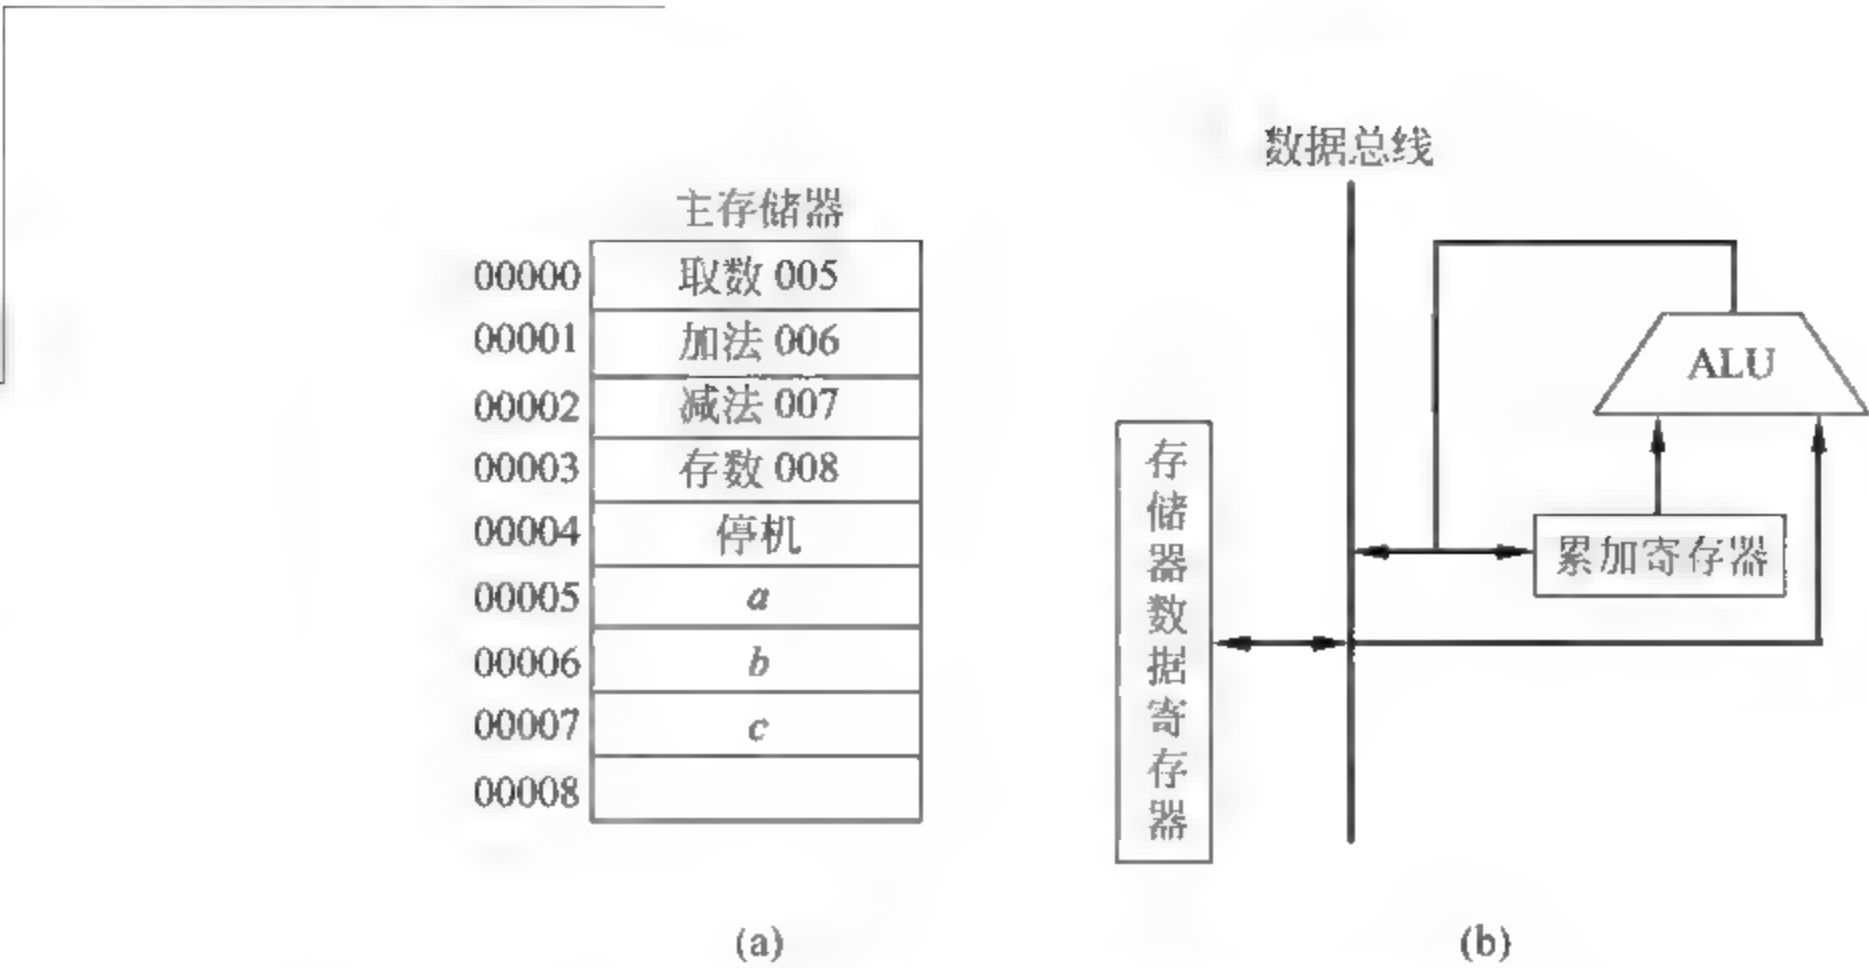 主存储器
00000 取数 005
00001 加法 006
00002 减法 007
00003 存数 008
00004 停机
00005 a
00006 b
00007 c
00008
(a)
数据总线
ALU
累加寄存器
存储器数据寄存器
(b)